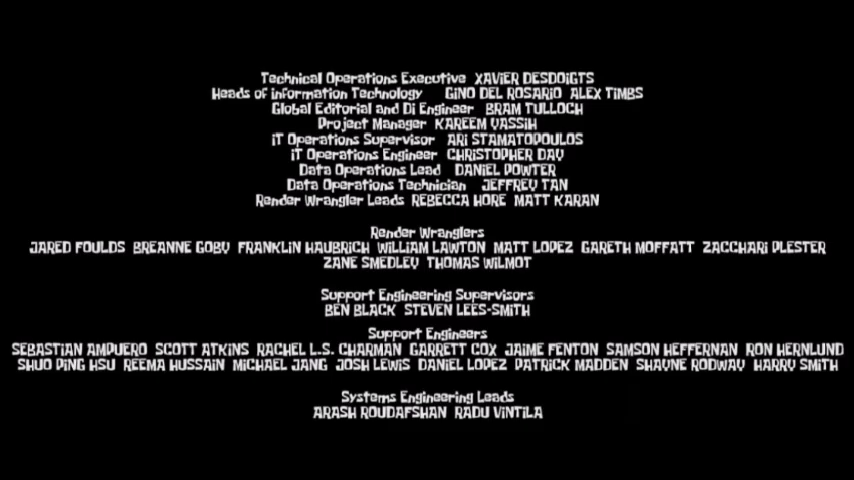 Technical Operations Executive XAVIER DESDOIGTS
Heads of information Technology GiNO DEL ROSARiO ALEX TiMBS
Global Editorial and Di Engineer BRAM TULLOCH
Project Manager KAREEM YASSiH
iT Operations Supervisor ARi STAMATOPOULOS
iT Operations Engineer CHRiSTOPHER DAY
Data Operations Lead DANiEL POWTER
Data Operations Technician JEFFREY TAN
Render Wrangler Leads REBECCA HORE MATT KARAN
Render Wranglers
JARED FOULDS BREANNE GOBY FRANKLiN HAUBRiCH WiLLiAM LAWTON MATT LOPEZ GARETH MOFFATT ZACCHARi PLESTER
ZANE SMEDLEY THOMAS WiLMOT
Support Engineering Supervisors
BEN BLACK STEVEN LEES-SMiTH
Support Engineers
SEBASTiAN AMPUERO SCOTT ATKiNS RACHEL L.S. CHARMAN GARRETT COX JAiME FENTON SAMSON HEFFERNAN RON HERNLUND
SHUO PiNG HSU REEMA HUSSAiN MiCHAEL JANG JOSH LEWiS DANiEL LOPEZ PATRiCK MADDEN SHAYNE RODWAY HARRY SMiTH
Systems Engineering Leads
ARASH ROUDAFSHAN RADU ViNTiLA